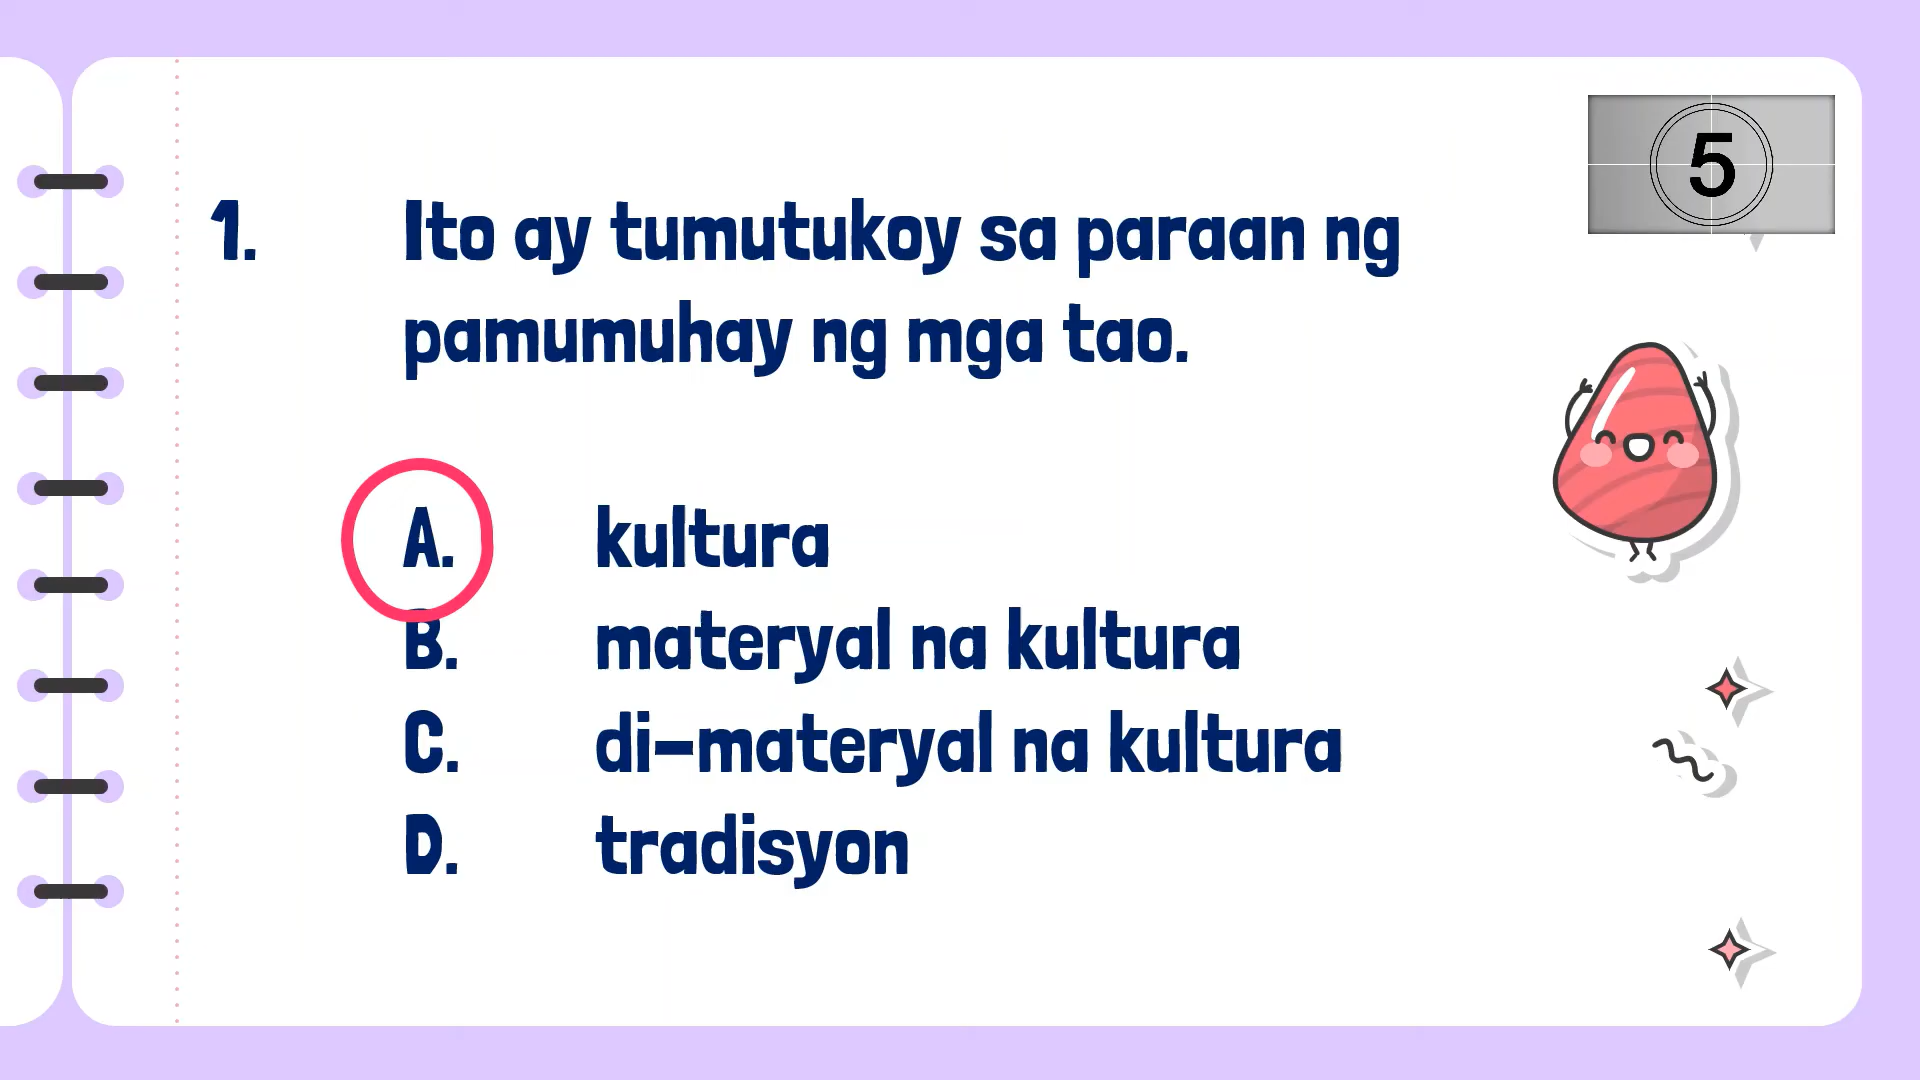 5
1. Ito ay tumutukoy sa paraan ng
pamumuhay ng mga tao.
A. kultura
B. materyal na kultura
C. di-materyal na kultura
D. tradisyon